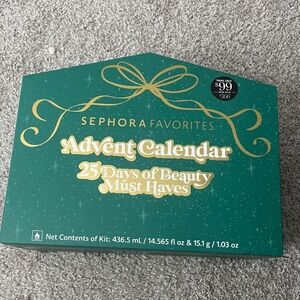 $99
SEPHORA FAVORITES
Advent Calendar
25 Days of Beauty
Must Haves
Net Contents of Kit: 436.5 mL / 14.565 fl oz & 15.1 g / 1.03 oz